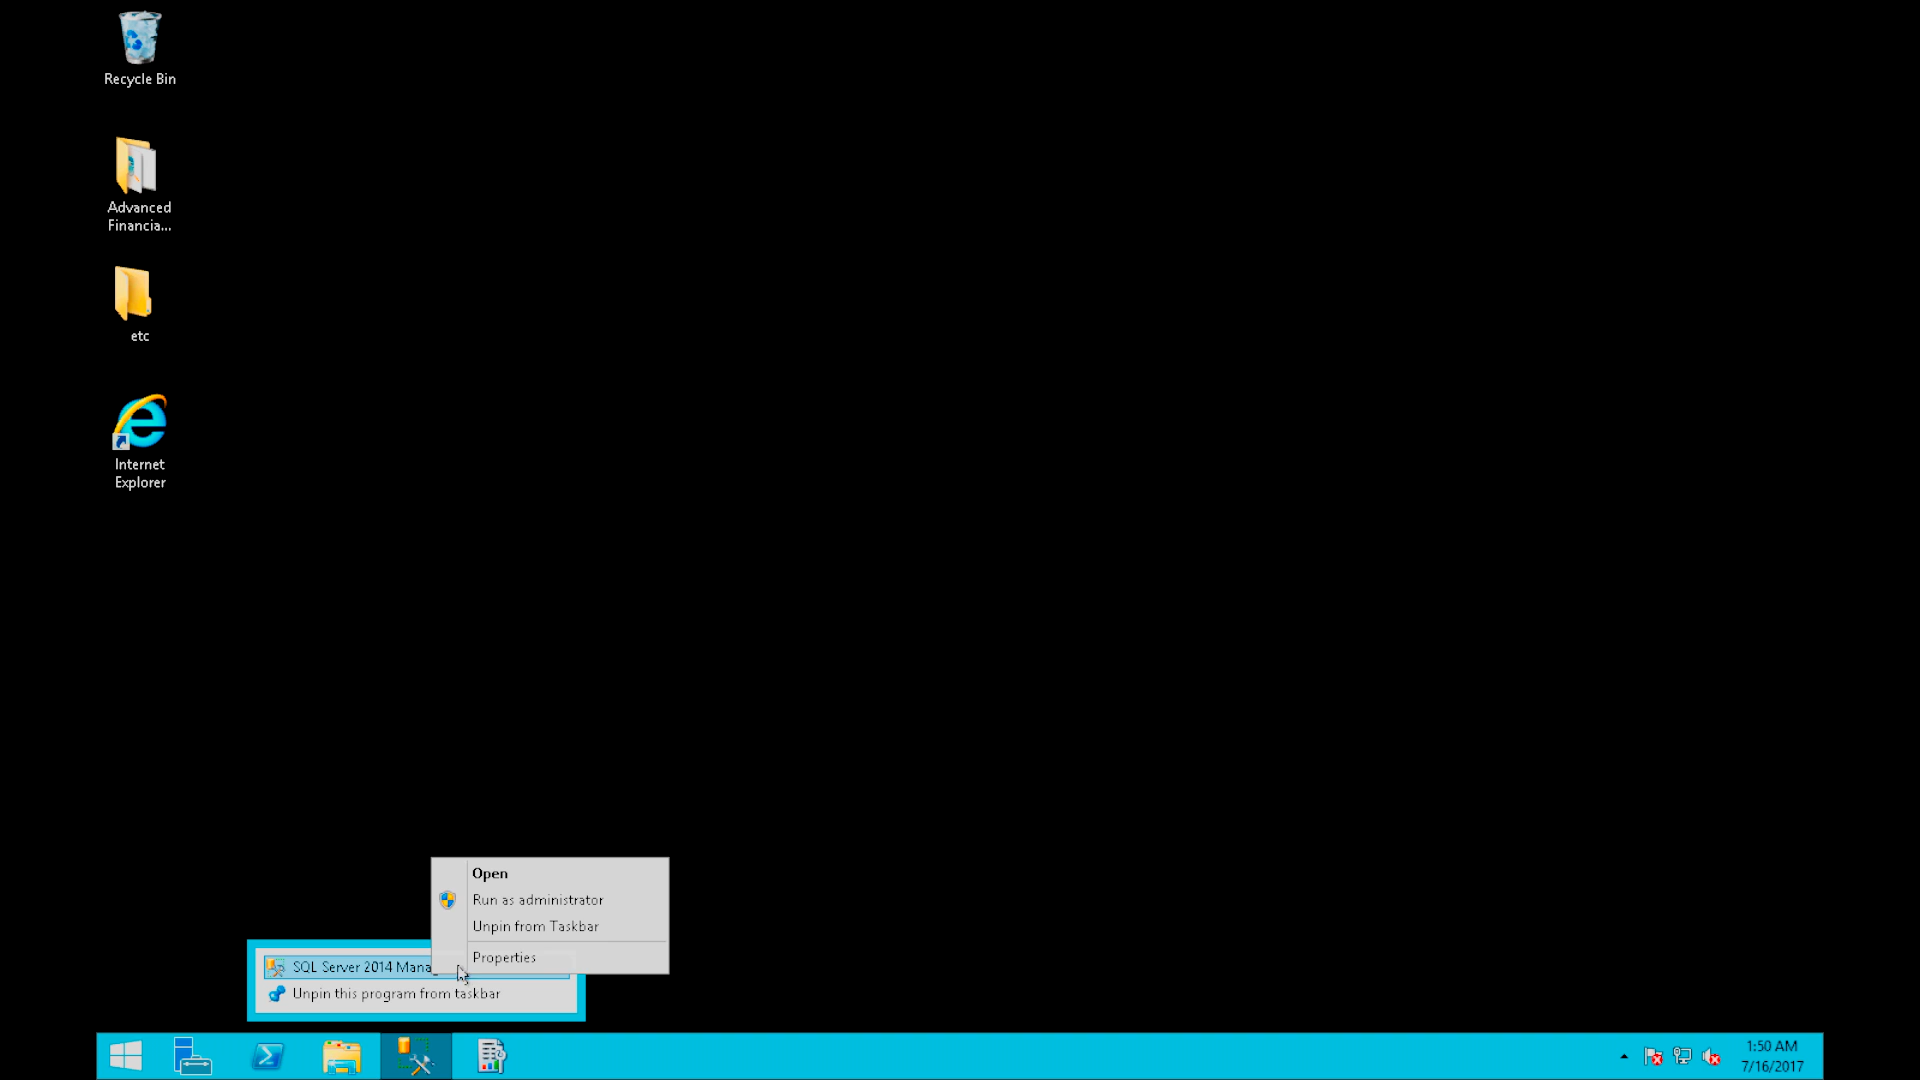 Recycle Bin
Advanced
Financia...
etc
Internet
Explorer
Open
Run as administrator
Unpin from Taskbar
Properties
SQL Server 2014 Manag
Unpin this program from taskbar
1:50 AM
7/16/2017